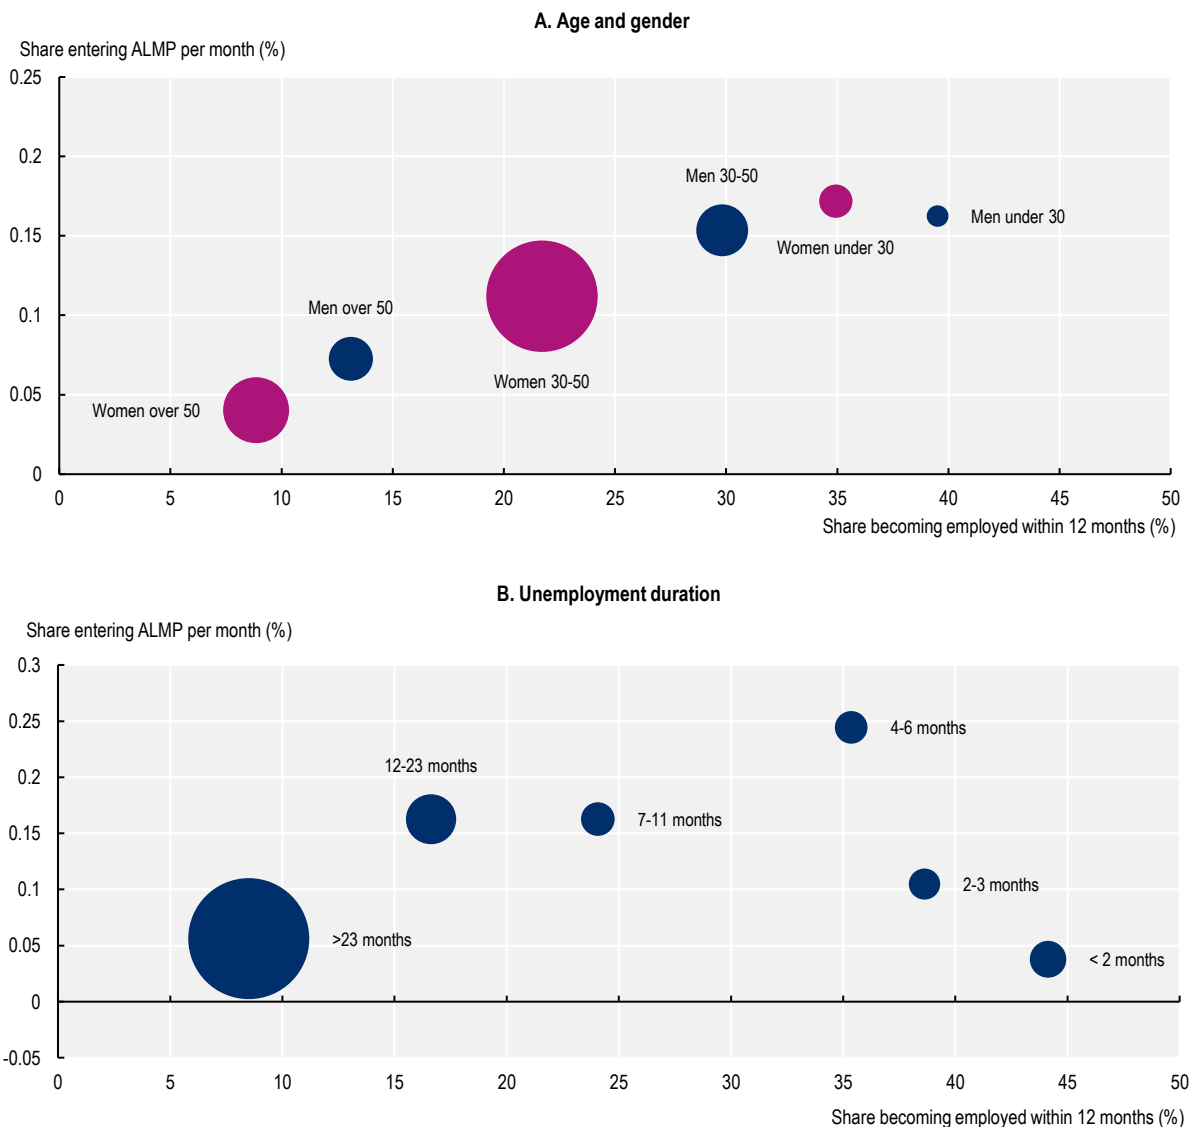 A. Age and gender
Share entering ALMP per month (%)
0.25
0.2
0.15
0.1
0.05
0
Men 30-50
Men under 30
Women under 30
Men over 50
Women 30-50
Women over 50
0 5 10 15 20 25 30 35 40 45 50
Share becoming employed within 12 months (%)
B. Unemployment duration
Share entering ALMP per month (%)
0.3
0.25
0.2
0.15
0.1
0.05
0
-0.05
4-6 months
12-23 months
7-11 months
2-3 months
>23 months
< 2 months
0 5 10 15 20 25 30 35 40 45 50
Share becoming employed within 12 months (%)